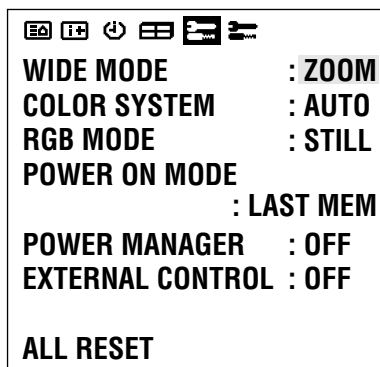 WIDE MODE : ZOOM
COLOR SYSTEM : AUTO
RGB MODE : STILL
POWER ON MODE
: LAST MEM
POWER MANAGER : OFF
EXTERNAL CONTROL : OFF
ALL RESET